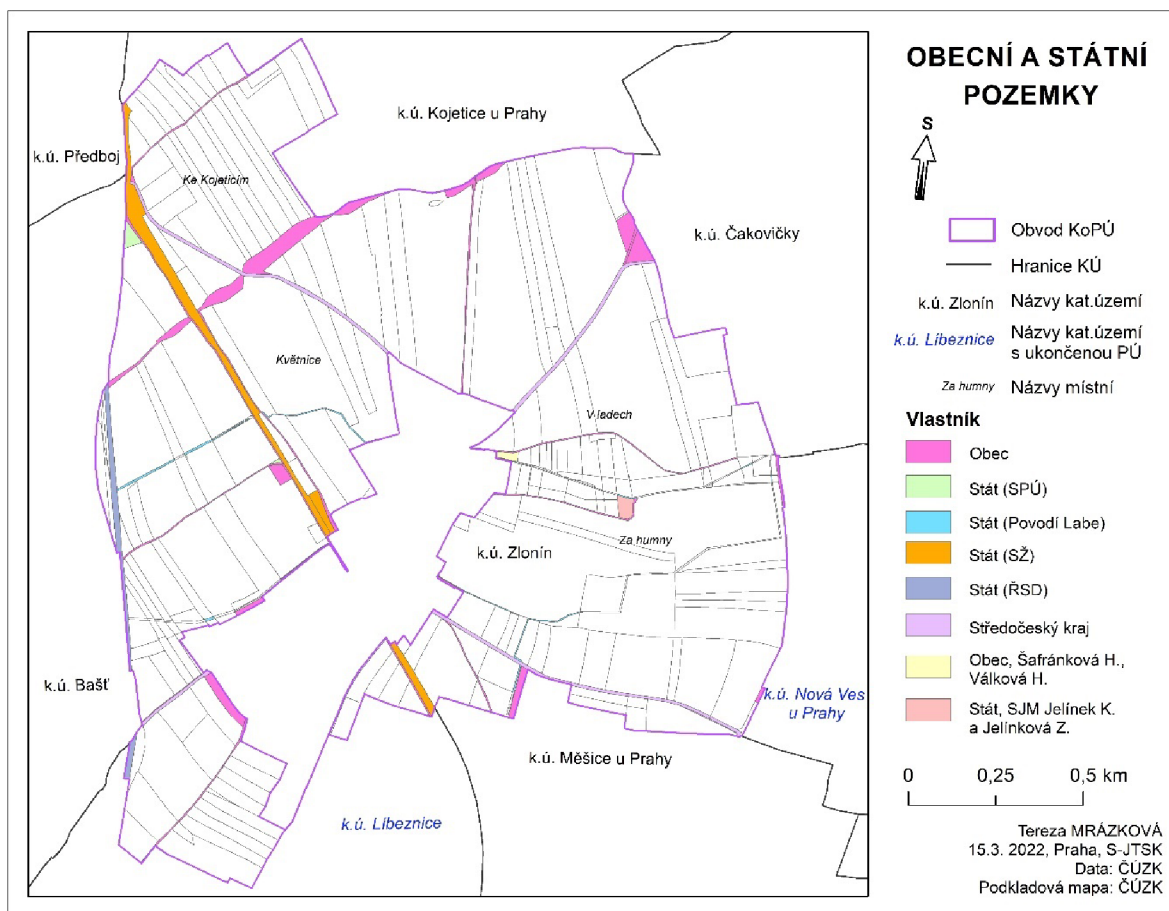 OBECNÍ A STÁTNÍ
POZEMKY
S
k.ú. Kojetice u Prahy
k.ú. Předboj
Ke Kojeticím
k.ú. Čakovičky
Květnice
V ladech
Za humny
k.ú. Zlonín
k.ú. Bašť
k.ú. Nová Ves
u Prahy
k.ú. Měšice u Prahy
k.ú. Líbeznice
Obvod KoPÚ
Hranice KÚ
k.ú. Zlonín Názvy kat.území
k.ú. Líbeznice Názvy kat.území
s ukončenou PÚ
Za humny Názvy místní
Vlastník
Obec
Stát (SPÚ)
Stát (Povodí Labe)
Stát (SŽ)
Stát (ŘSD)
Středočeský kraj
Obec, Šafránková H.,
Válková H.
Stát, SJM Jelínek K.
a Jelínková Z.
0 0,25 0,5 km
Tereza MRÁZKOVÁ
15.3. 2022, Praha, S-JTSK
Data: ČÚZK
Podkladová mapa: ČÚZK